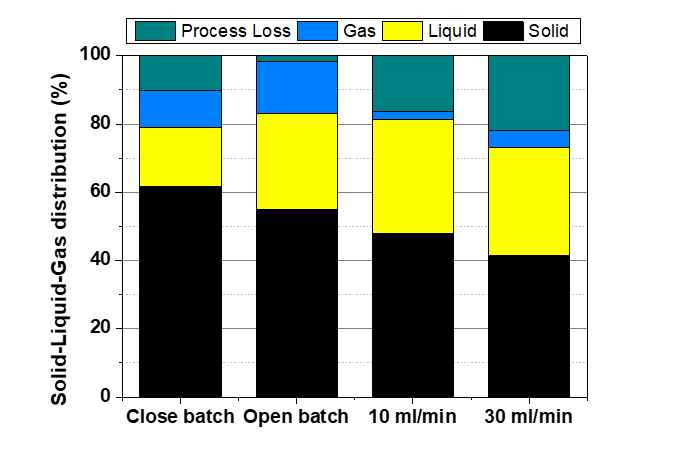 Process Loss Gas Liquid Solid
Solid-Liquid-Gas distribution (%)
100
80
60
40
20
0
Close batch Open batch 10 ml/min 30 ml/min